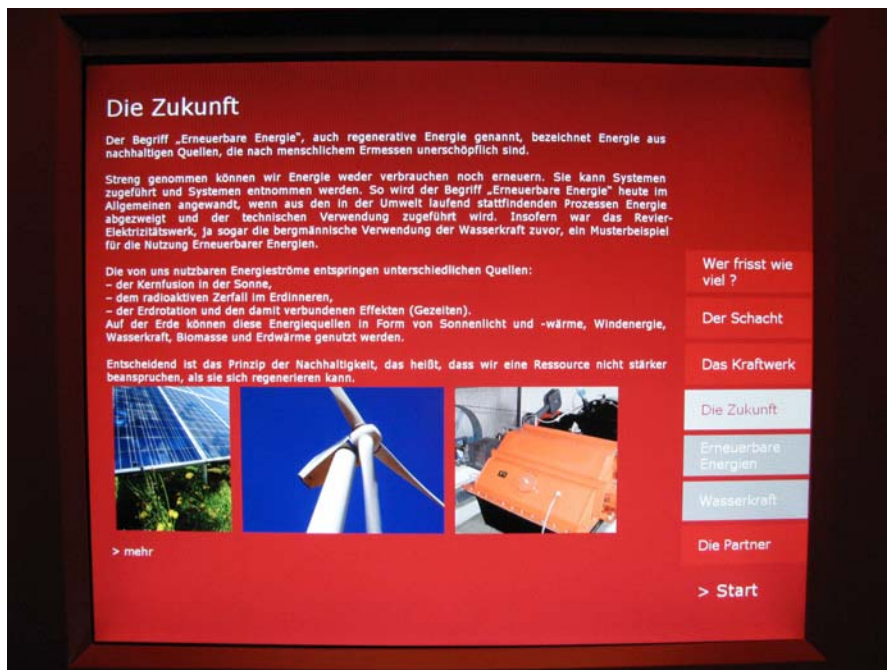 Die Zukunft
Der Begriff „Erneuerbare Energie“, auch regenerative Energie genannt, bezeichnet Energie aus
nachhaltigen Quellen, die nach menschlichem Ermessen unerschöpflich sind.
Streng genommen können wir Energie weder verbrauchen noch erneuern. Sie kann Systemen
zugeführt und Systemen entnommen werden. So wird der Begriff „Erneuerbare Energie“ heute im
Allgemeinen angewandt, wenn aus den in der Umwelt laufend stattfindenden Prozessen Energie
abgezweigt und der technischen Verwendung zugeführt wird. Insofern war das Revier-
Elektrizitätswerk, ja sogar die bergmännische Verwendung der Wasserkraft zuvor, ein Musterbeispiel
für die Nutzung Erneuerbarer Energien.
Die von uns nutzbaren Energieströme entspringen unterschiedlichen Quellen:
– der Kernfusion in der Sonne,
– dem radioaktiven Zerfall im Erdinneren,
– der Erdrotation und den damit verbundenen Effekten (Gezeiten).
Auf der Erde können diese Energiequellen in Form von Sonnenlicht und -wärme, Windenergie,
Wasserkraft, Biomasse und Erdwärme genutzt werden.
Entscheidend ist das Prinzip der Nachhaltigkeit, das heißt, dass wir eine Ressource nicht stärker
beanspruchen, als sie sich regenerieren kann.
> mehr
Wer frisst wie
viel ?
Der Schacht
Das Kraftwerk
Die Zukunft
Erneuerbare
Energien
Wasserkraft
Die Partner
> Start